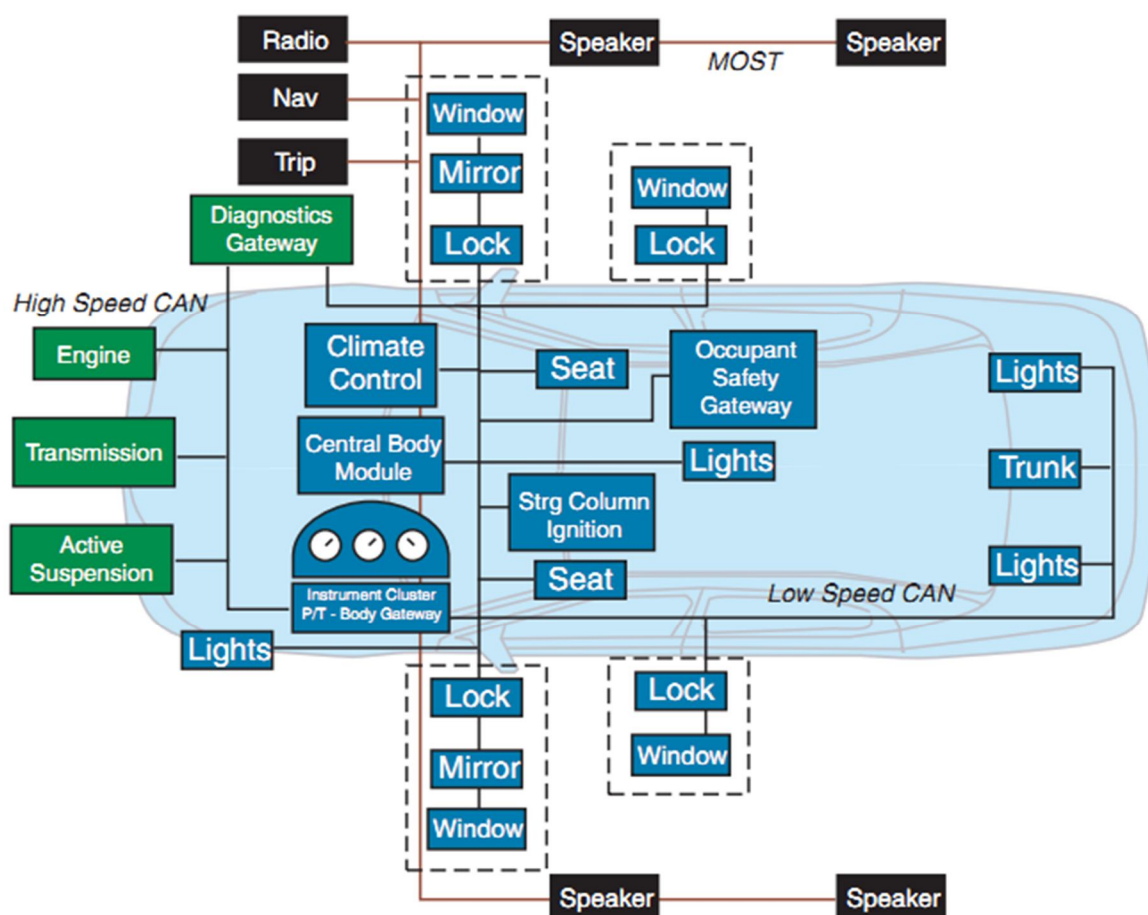 Radio
Speaker
Speaker
MOST
Nav
Window
Trip
Mirror
Window
Diagnostics
Gateway
Lock
Lock
High Speed CAN
Engine
Climate
Control
Seat
Occupant
Safety
Gateway
Lights
Transmission
Central Body
Module
Lights
Trunk
Strg Column
Ignition
Active
Suspension
Seat
Lights
Instrument Cluster
P/T - Body Gateway
Low Speed CAN
Lights
Lock
Lock
Mirror
Window
Window
Speaker
Speaker